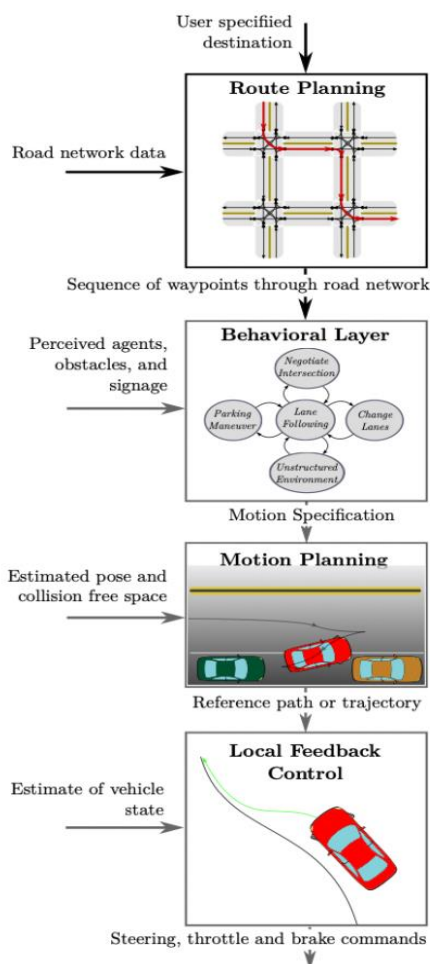 User specifiied
destination
Route Planning
Road network data
Sequence of waypoints through road network
Behavioral Layer
Perceived agents,
obstacles, and
signage
Negotiate
Intersection
Parking
Maneuver
Lane
Following
Change
Lanes
Unstructured
Environment
Motion Specification
Motion Planning
Estimated pose and
collision free space
Reference path or trajectory
Local Feedback
Control
Estimate of vehicle
state
Steering, throttle and brake commands